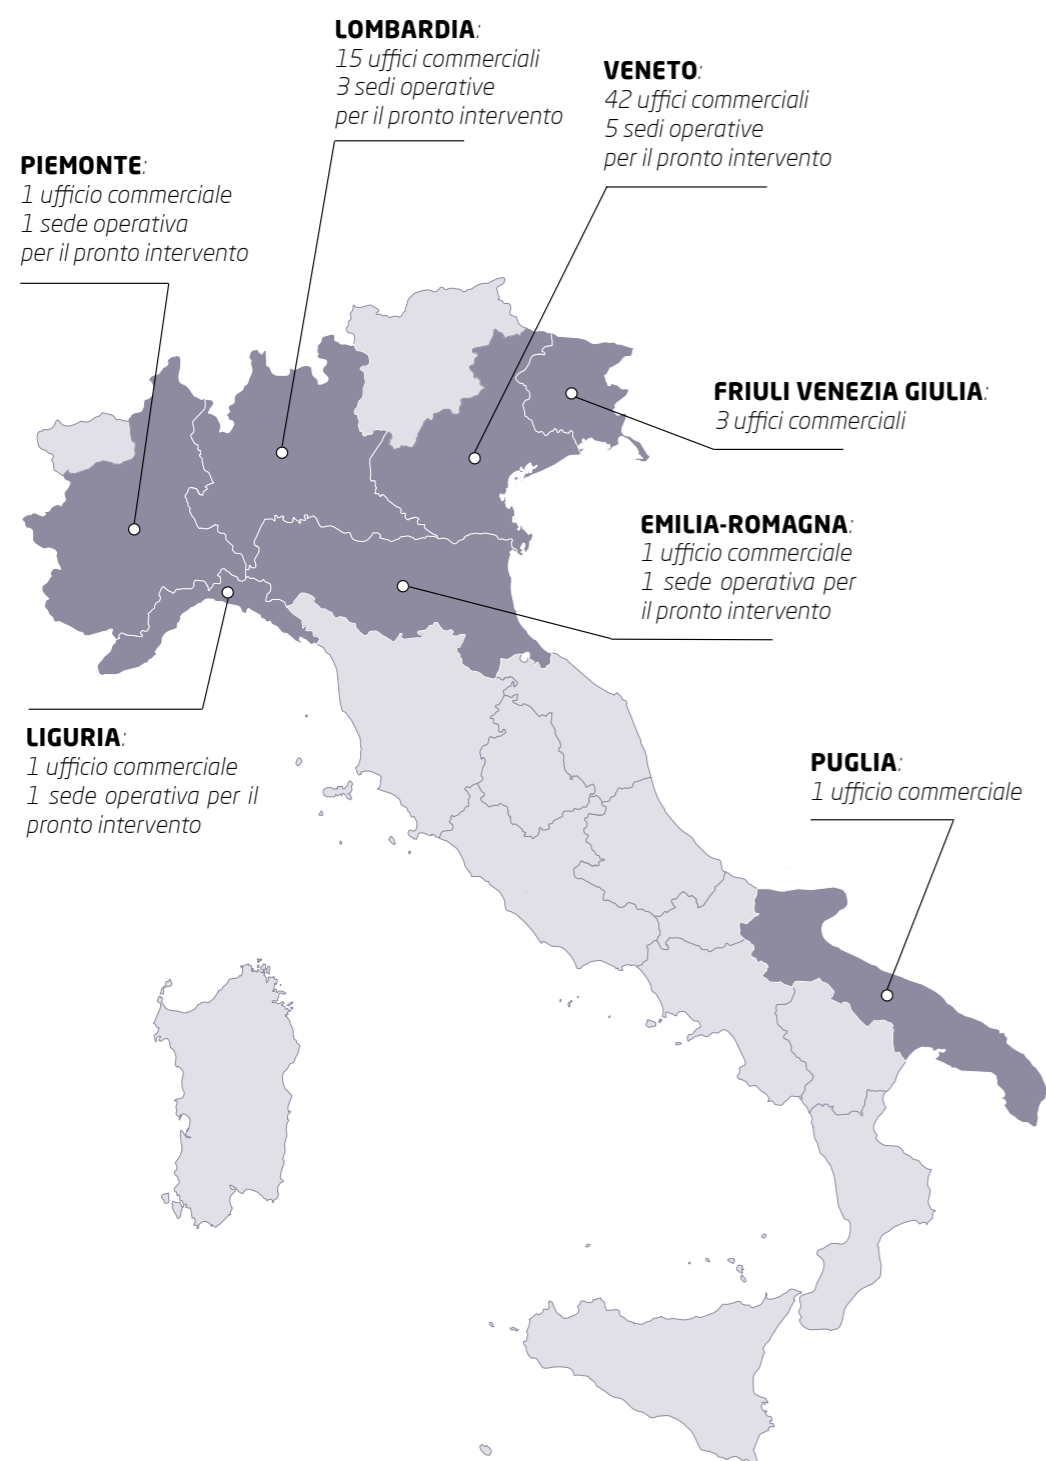 LOMBARDIA:
15 uffici commerciali
3 sedi operative
per il pronto intervento
VENETO:
42 uffici commerciali
5 sedi operative
per il pronto intervento
PIEMONTE:
1 ufficio commerciale
1 sede operativa
per il pronto intervento
FRIULI VENEZIA GIULIA:
3 uffici commerciali
EMILIA-ROMAGNA:
1 ufficio commerciale
1 sede operativa per
il pronto intervento
LIGURIA:
1 ufficio commerciale
1 sede operativa per il
pronto intervento
PUGLIA:
1 ufficio commerciale